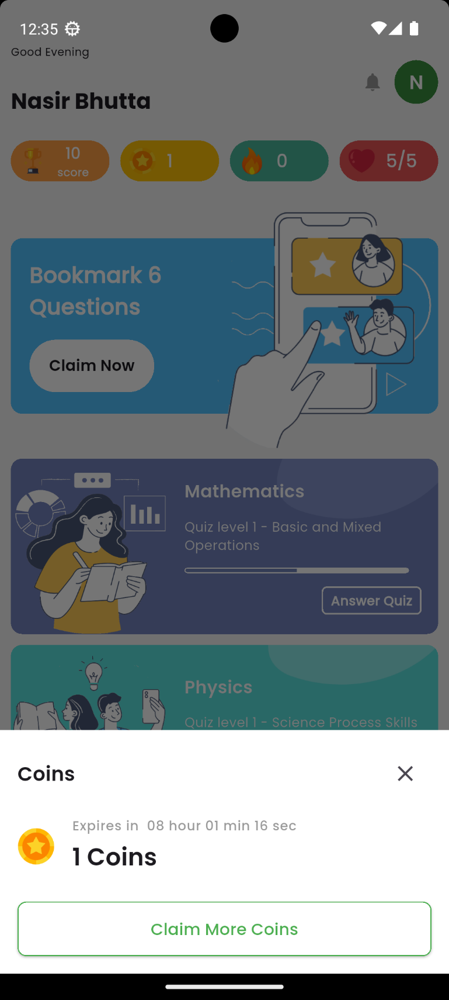 12:35
Good Evening
Nasir Bhutta
N
10
score
1
0
5/5
Bookmark 6
Questions
Claim Now
Mathematics
Quiz level 1 - Basic and Mixed
Operations
Answer Quiz
Physics
Quiz level 1 - Science Process Skills
Coins
Expires in 08 hour 01 min 16 sec
1 Coins
Claim More Coins